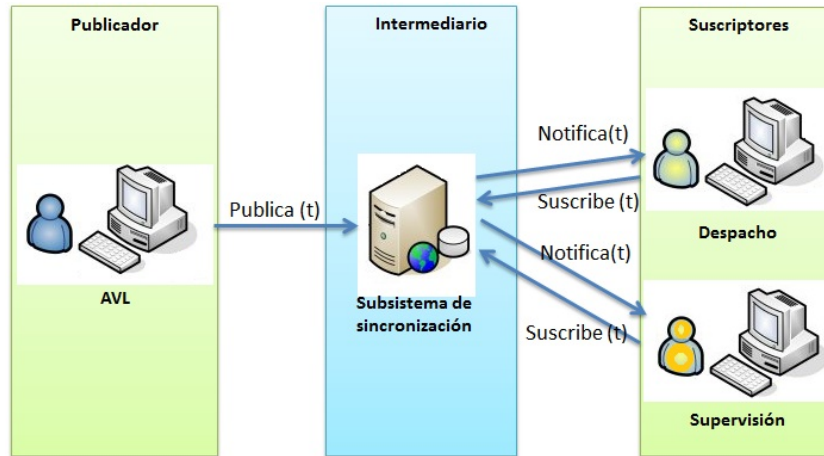 Publicador
Intermediario
Suscriptores
Notifica(t)
Suscribe (t)
Publica (t)
Despacho
Notifica(t)
AVL
Subsistema de
sincronización
Suscribe (t)
Supervisión